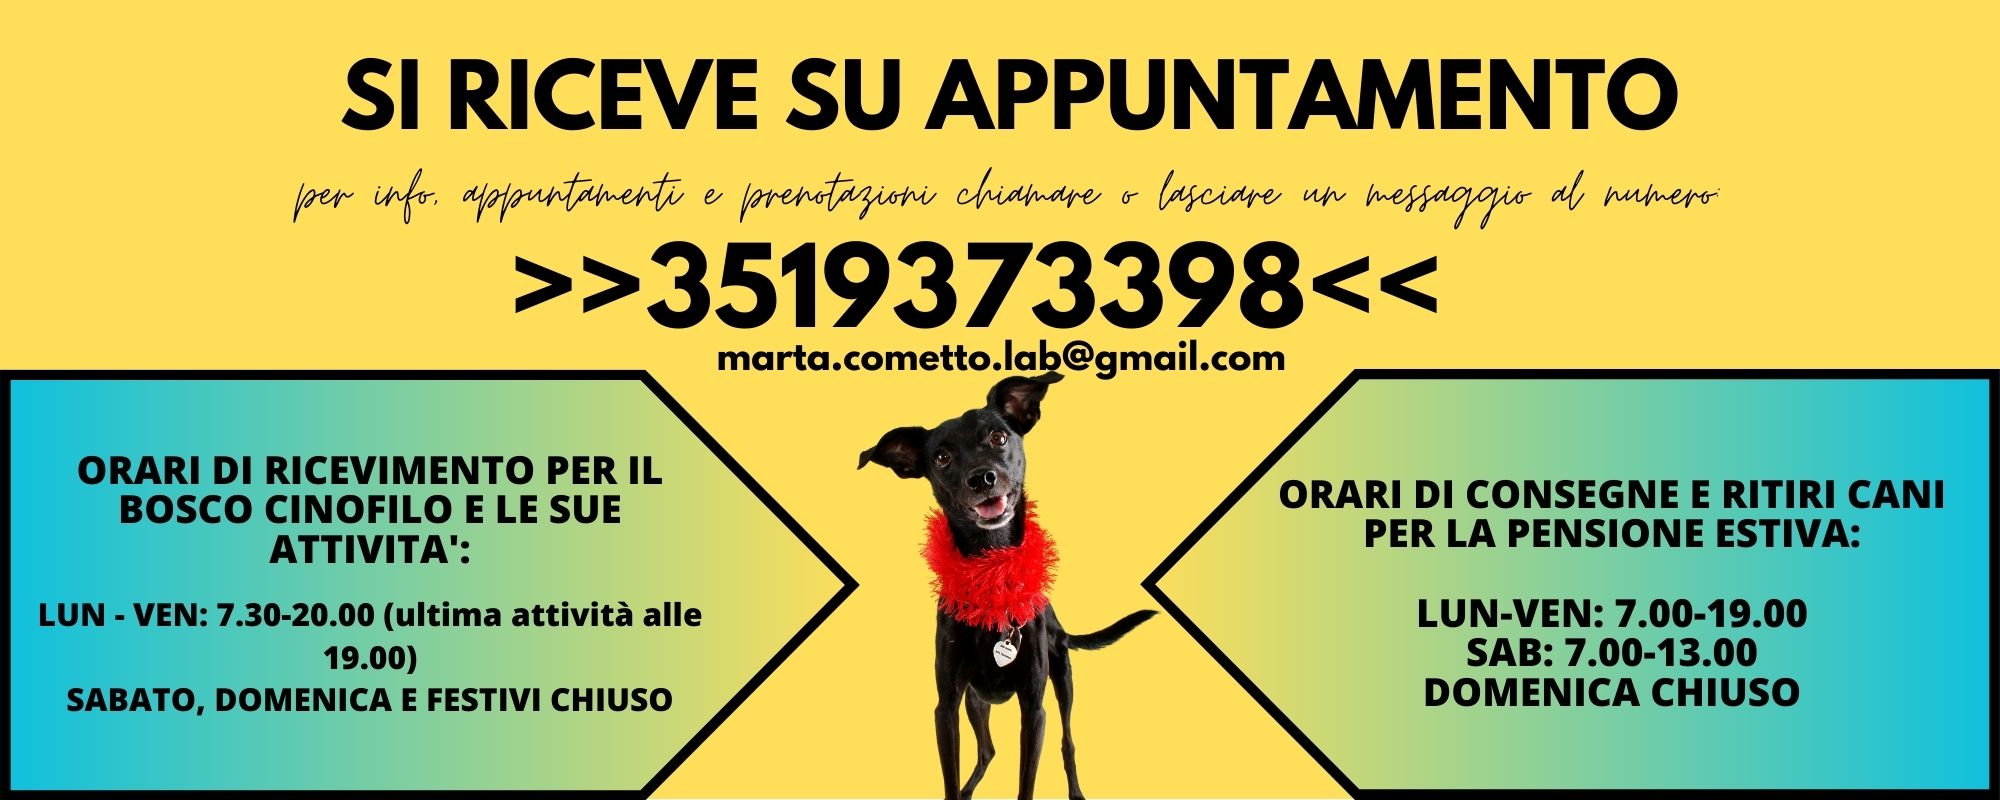 SI RICEVE SU APPUNTAMENTO
per info, appuntamenti e prenotazioni chiamare o lasciare un messaggio al numero:
>>3519373398<<
marta.cometto.lab@gmail.com
ORARI DI RICEVIMENTO PER IL
BOSCO CINOFILO E LE SUE
ATTIVITA':
LUN - VEN: 7.30-20.00 (ultima attività alle
19.00)
SABATO, DOMENICA E FESTIVI CHIUSO
ORARI DI CONSEGNE E RITIRI CANI
PER LA PENSIONE ESTIVA:
LUN-VEN: 7.00-19.00
SAB: 7.00-13.00
DOMENICA CHIUSO